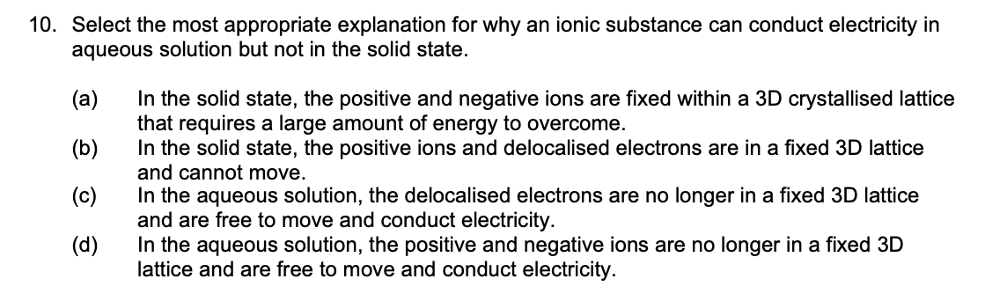 10. Select the most appropriate explanation for why an ionic substance can conduct electricity in
aqueous solution but not in the solid state.
(a) In the solid state, the positive and negative ions are fixed within a 3D crystallised lattice
that requires a large amount of energy to overcome.
(b) In the solid state, the positive ions and delocalised electrons are in a fixed 3D lattice
and cannot move.
(c) In the aqueous solution, the delocalised electrons are no longer in a fixed 3D lattice
and are free to move and conduct electricity.
(d) In the aqueous solution, the positive and negative ions are no longer in a fixed 3D
lattice and are free to move and conduct electricity.